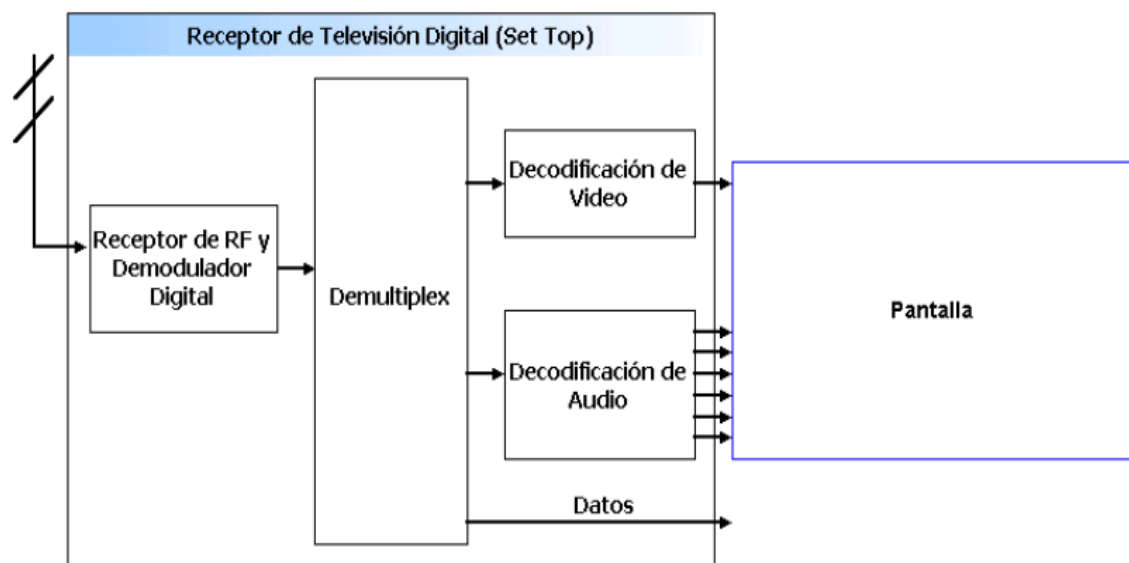 Receptor de Televisión Digital (Set Top)
Receptor de RF y
Demodulador
Digital
Demultiplex
Decodificación de
Video
Decodificación de
Audio
Datos
Pantalla